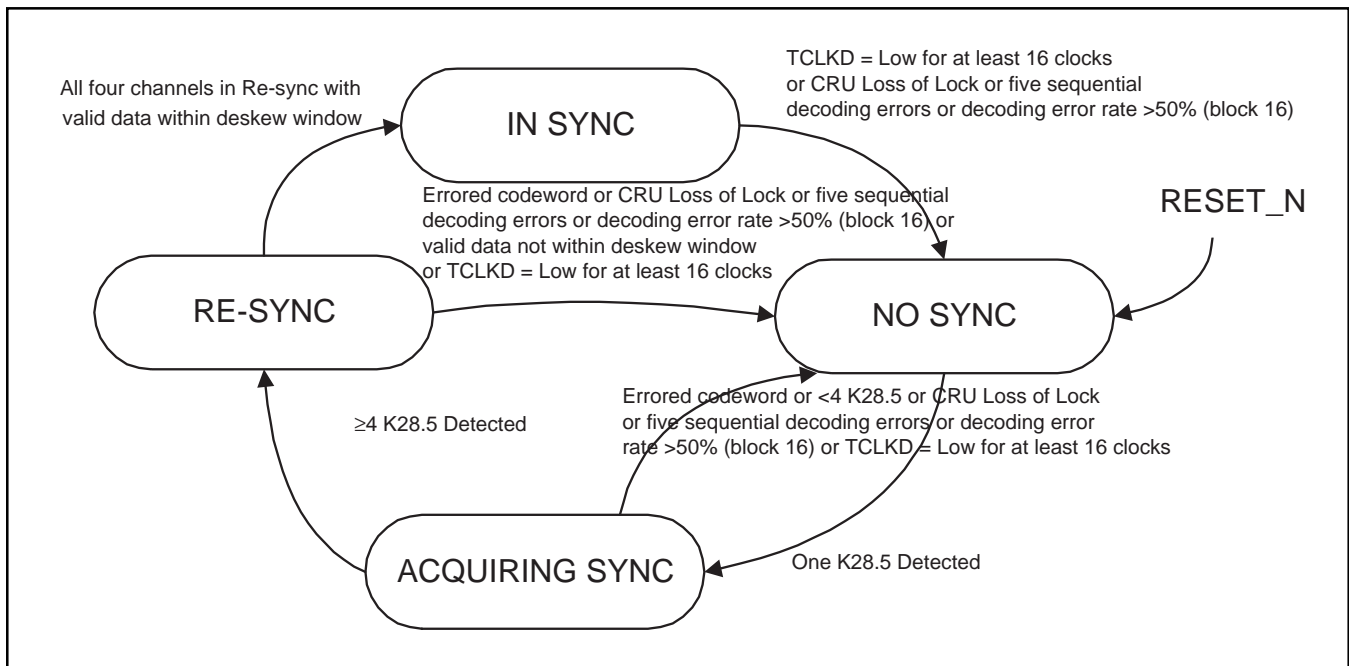 All four channels in Re-sync with
valid data within deskew window
IN SYNC
TCLKD = Low for at least 16 clocks
or CRU Loss of Lock or five sequential
decoding errors or decoding error rate >50% (block 16)
Errored codeword or CRU Loss of Lock or five sequential
decoding errors or decoding error rate >50% (block 16) or
valid data not within deskew window
or TCLKD = Low for at least 16 clocks
RESET_N
RE-SYNC
NO SYNC
≥4 K28.5 Detected
Errored codeword or <4 K28.5 or CRU Loss of Lock
or five sequential decoding errors or decoding error
rate >50% (block 16) or TCLKD = Low for at least 16 clocks
ACQUIRING SYNC
One K28.5 Detected